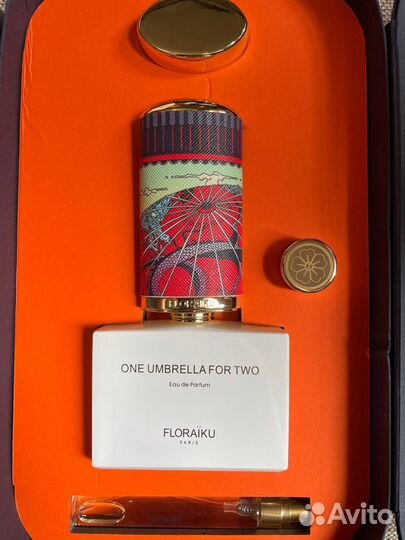 ONE UMBRELLA FOR TWO
Eau de Parfum
FLORAÏKU
PARIS
Avito